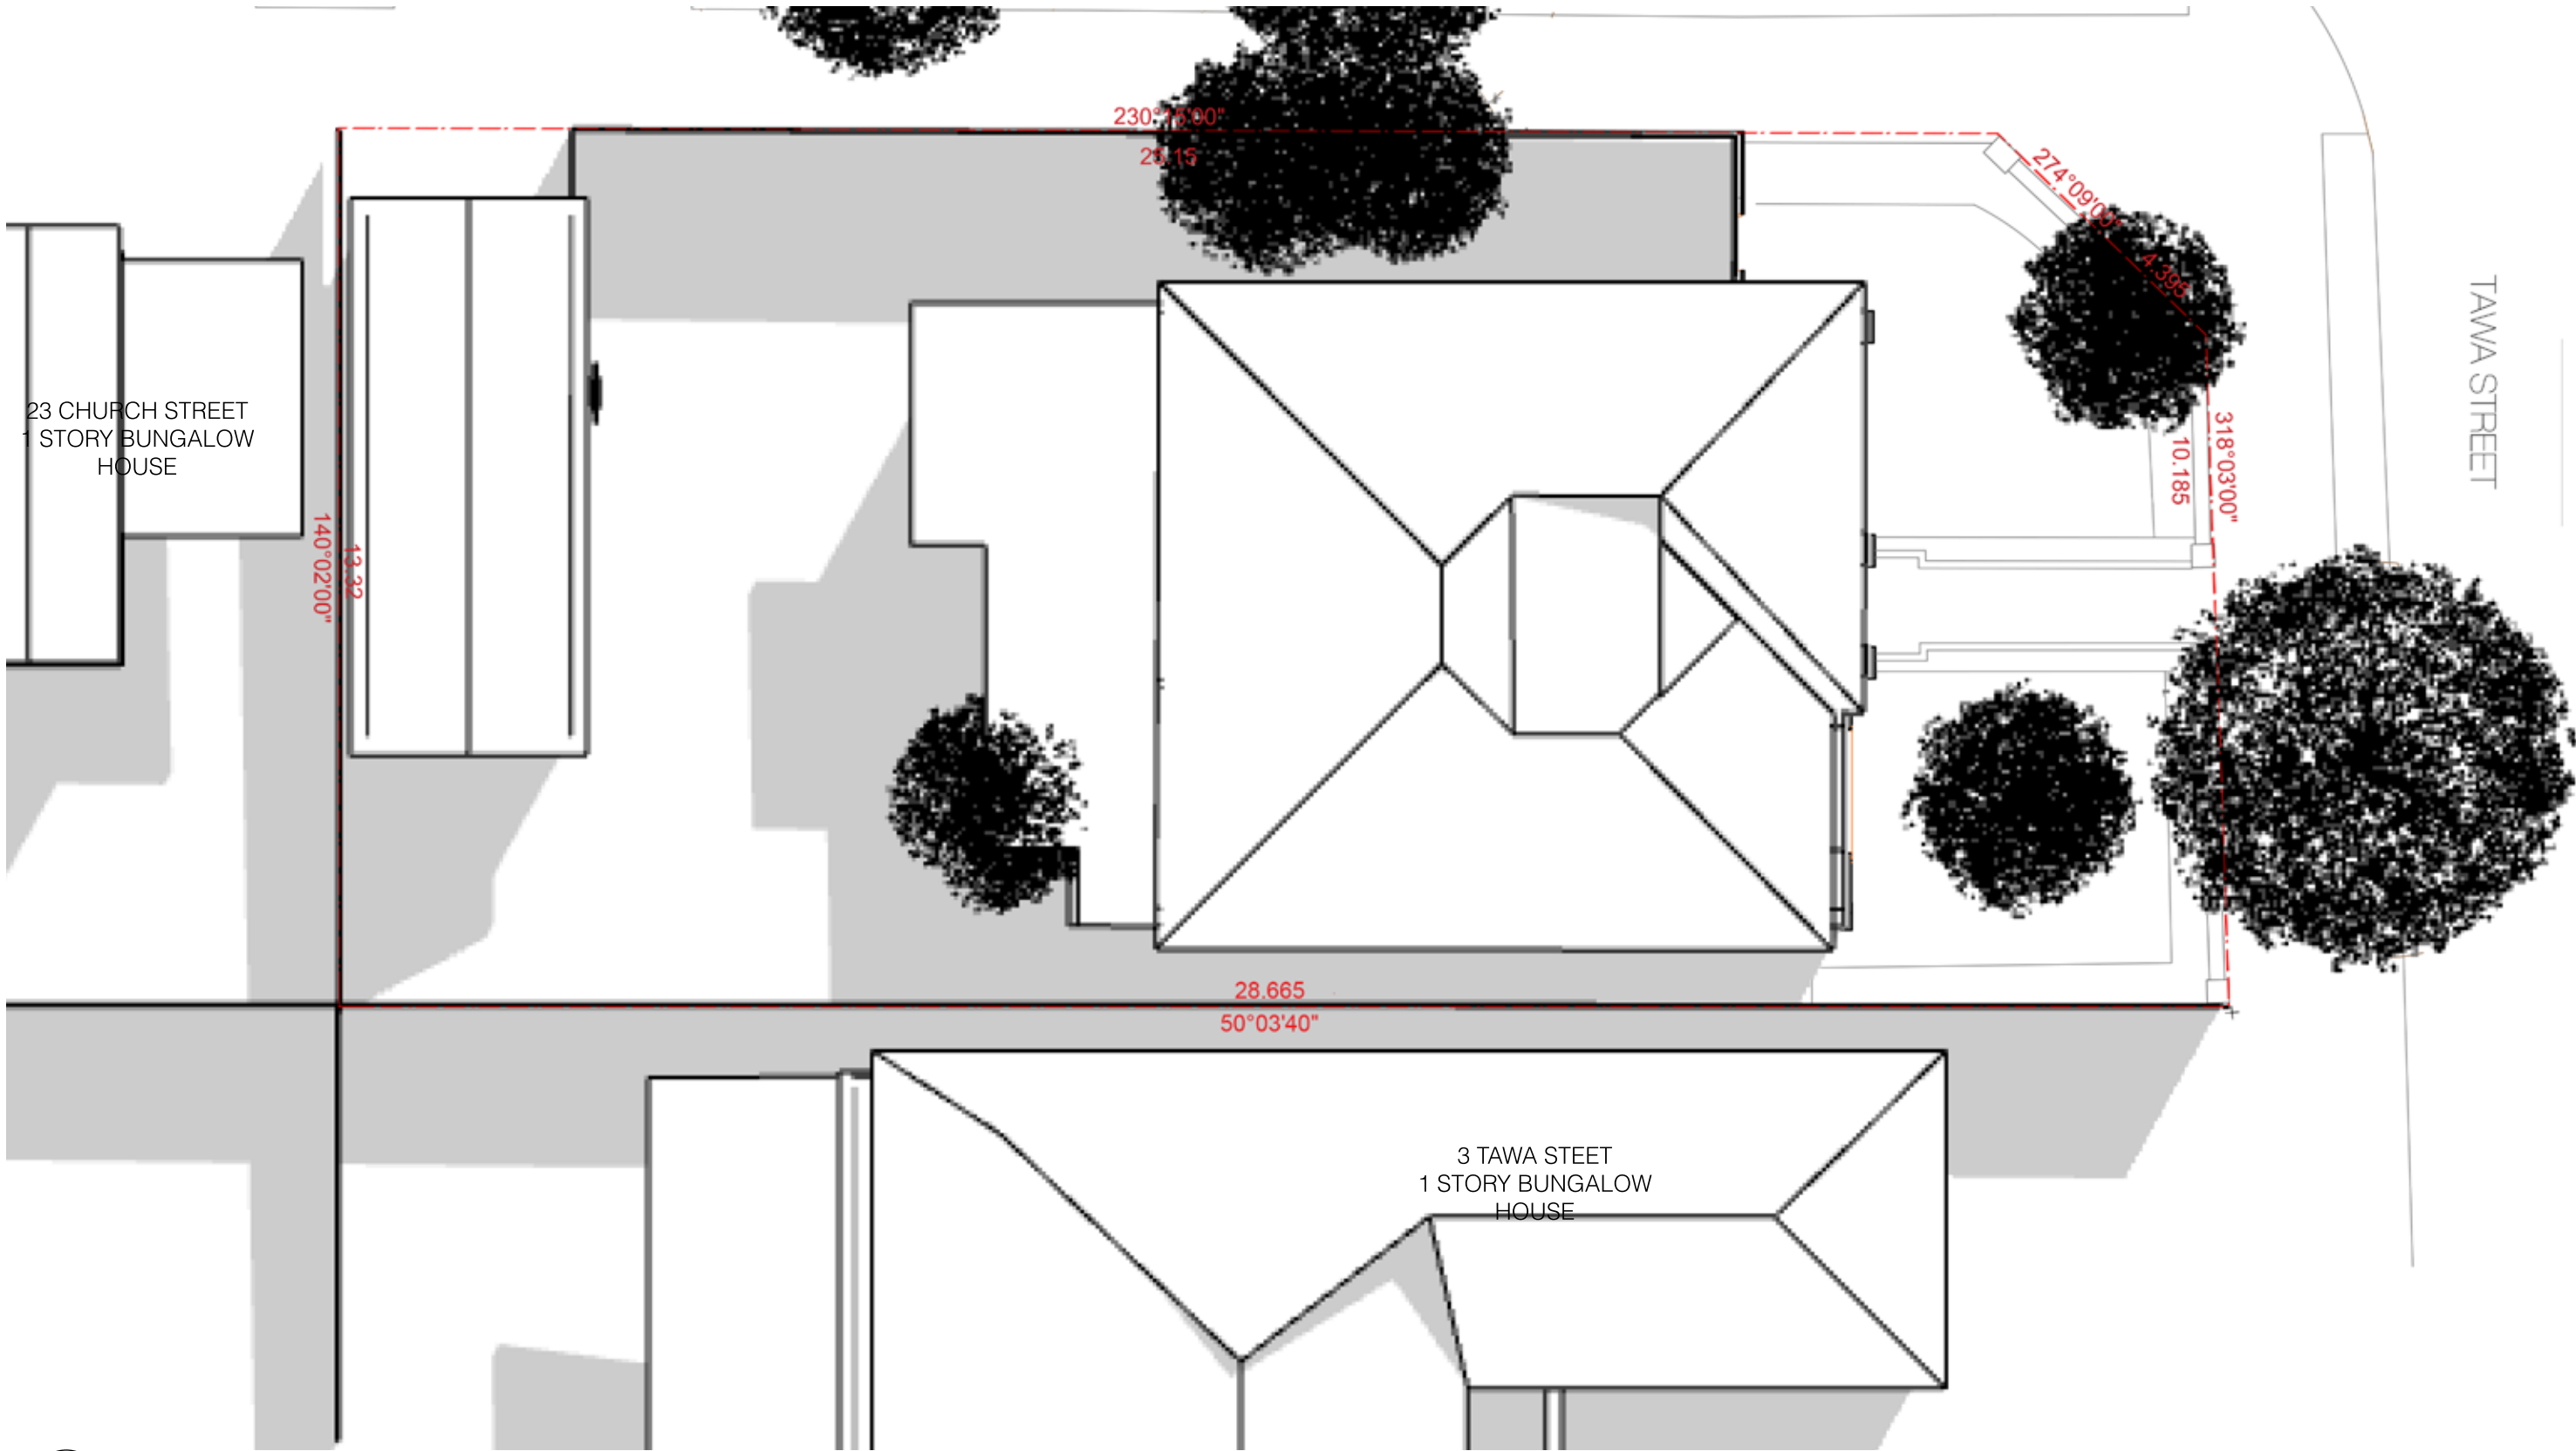 230°15'00"
25.15
274°09'00"
4.395
TAWA STREET
318°03'00"
10.185
23 CHURCH STREET
1 STORY BUNGALOW
HOUSE
140°02'00"
13.32
28.665
50°03'40"
3 TAWA STEET
1 STORY BUNGALOW
HOUSE